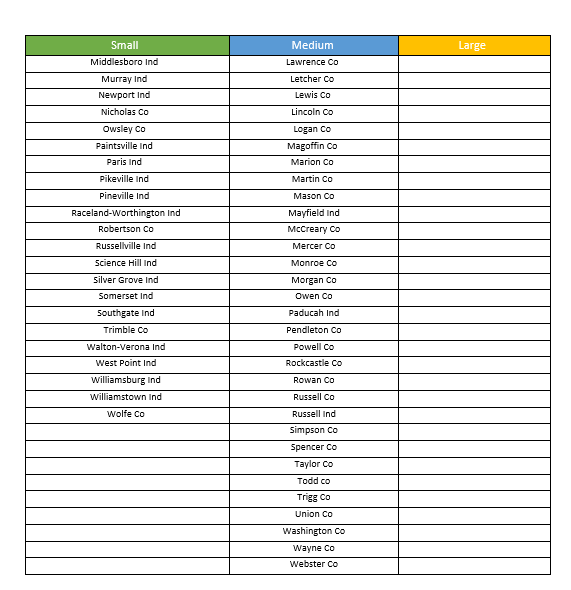 Small Medium Large
Middlesboro Ind Lawrence Co
Murray Ind Letcher Co
Newport Ind Lewis Co
Nicholas Co Lincoln Co
Owsley Co Logan Co
Paintsville Ind Magoffin Co
Paris Ind Marion Co
Pikeville Ind Martin Co
Pineville Ind Mason Co
Raceland-Worthington Ind Mayfield Ind
Robertson Co McCreary Co
Russellville Ind Mercer Co
Science Hill Ind Monroe Co
Silver Grove Ind Morgan Co
Somerset Ind Owen Co
Southgate Ind Paducah Ind
Trimble Co Pendleton Co
Walton-Verona Ind Powell Co
West Point Ind Rockcastle Co
Williamsburg Ind Rowan Co
Williamstown Ind Russell Co
Wolfe Co Russell Ind
Simpson Co
Spencer Co
Taylor Co
Todd co
Trigg Co
Union Co
Washington Co
Wayne Co
Webster Co